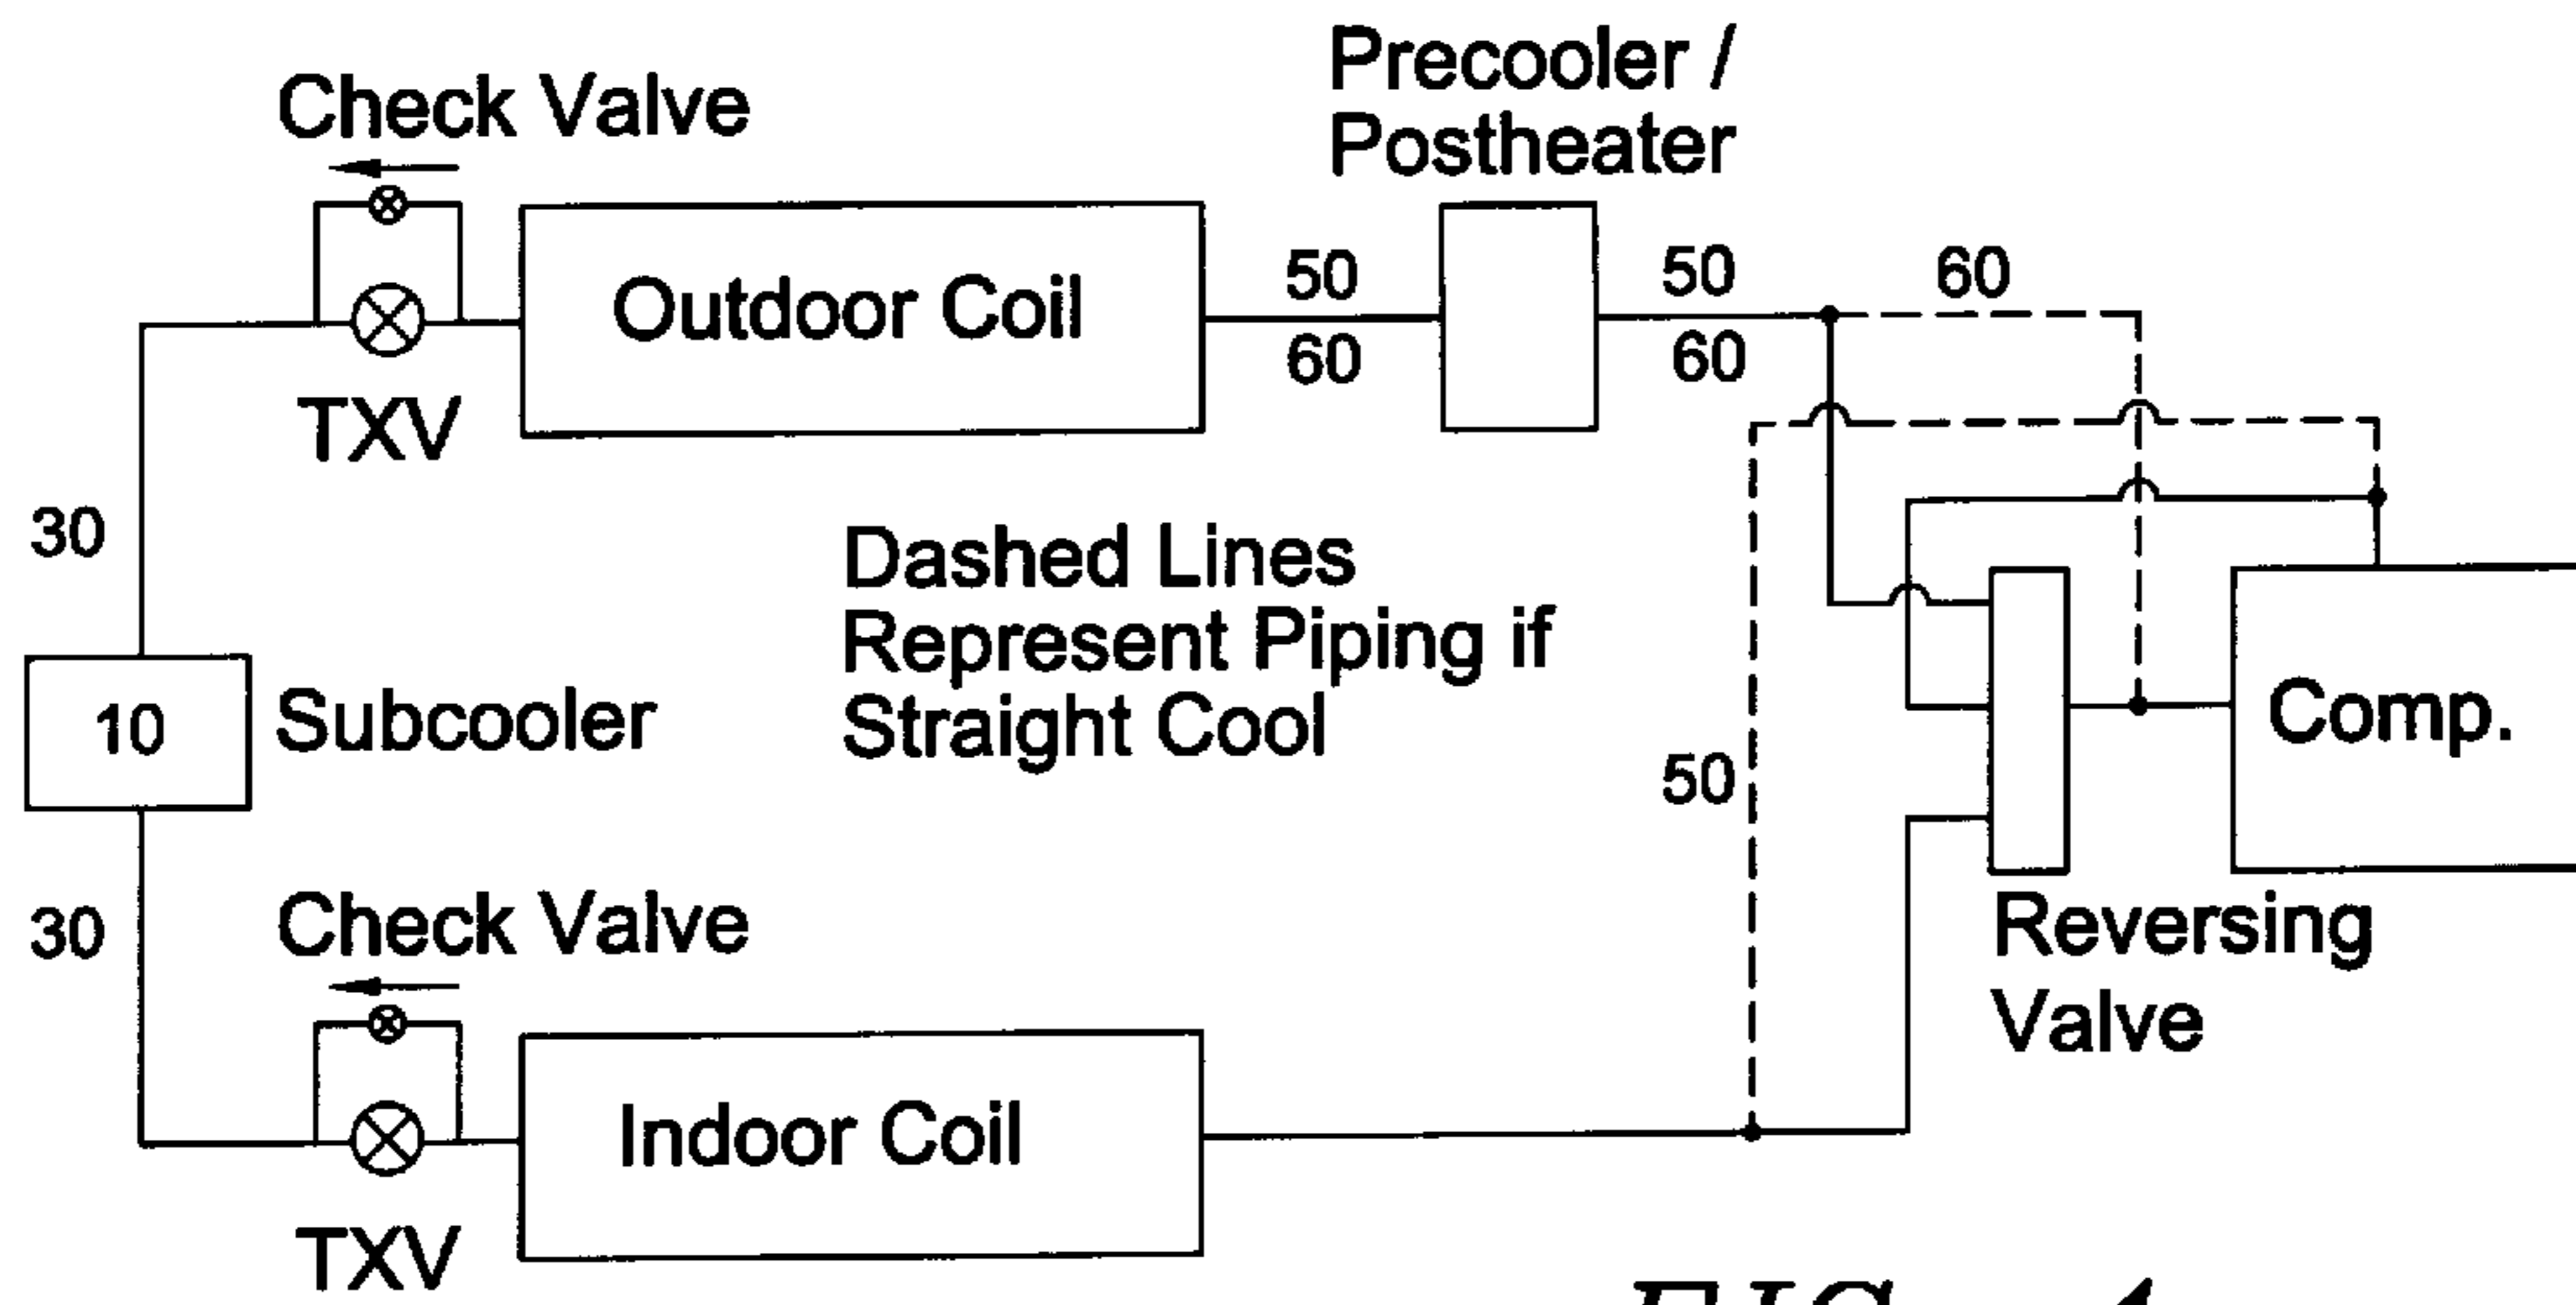 Precooler /
Postheater
Check Valve
Outdoor Coil
50
60
50
60
60
TXV
30
Dashed Lines
Represent Piping if
Straight Cool
10
Subcooler
50
Comp.
Reversing
Valve
30
Check Valve
Indoor Coil
TXV